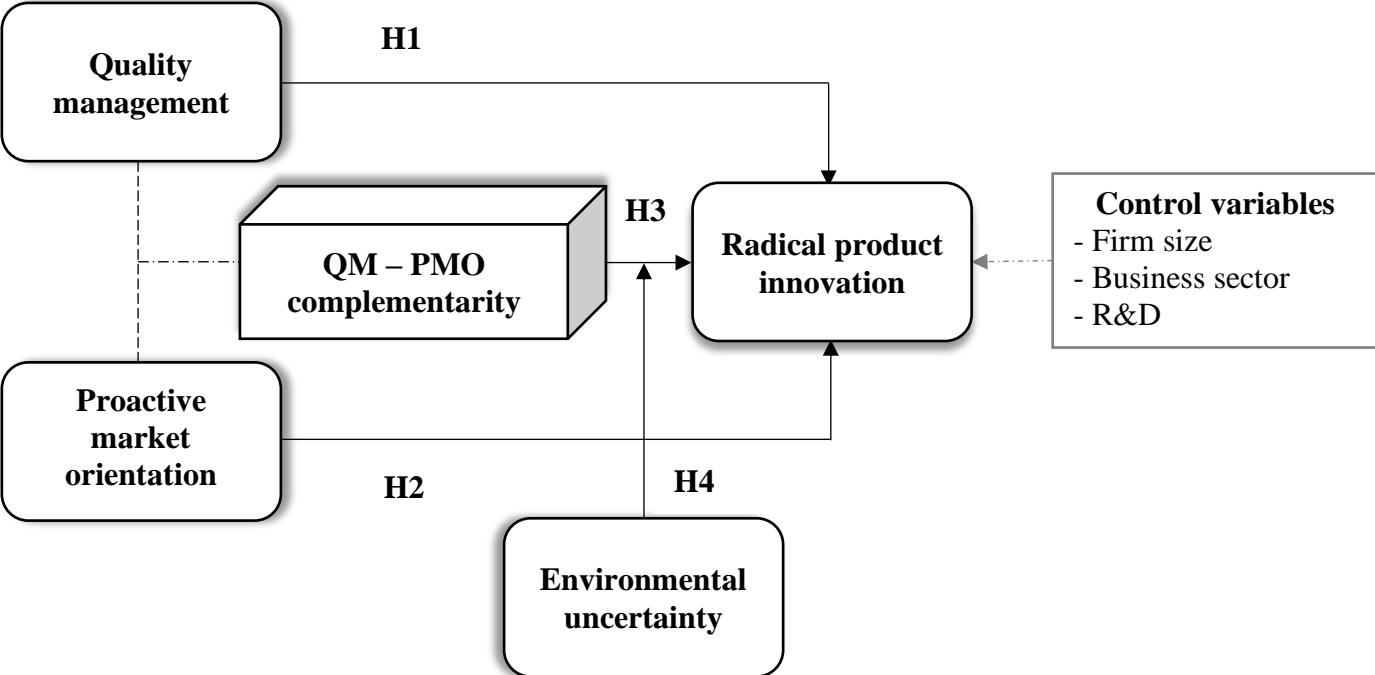 H1
Quality
management
H3
QM – PMO
complementarity
Radical product
innovation
Control variables
- Firm size
- Business sector
- R&D
Proactive
market
orientation
H2
H4
Environmental
uncertainty